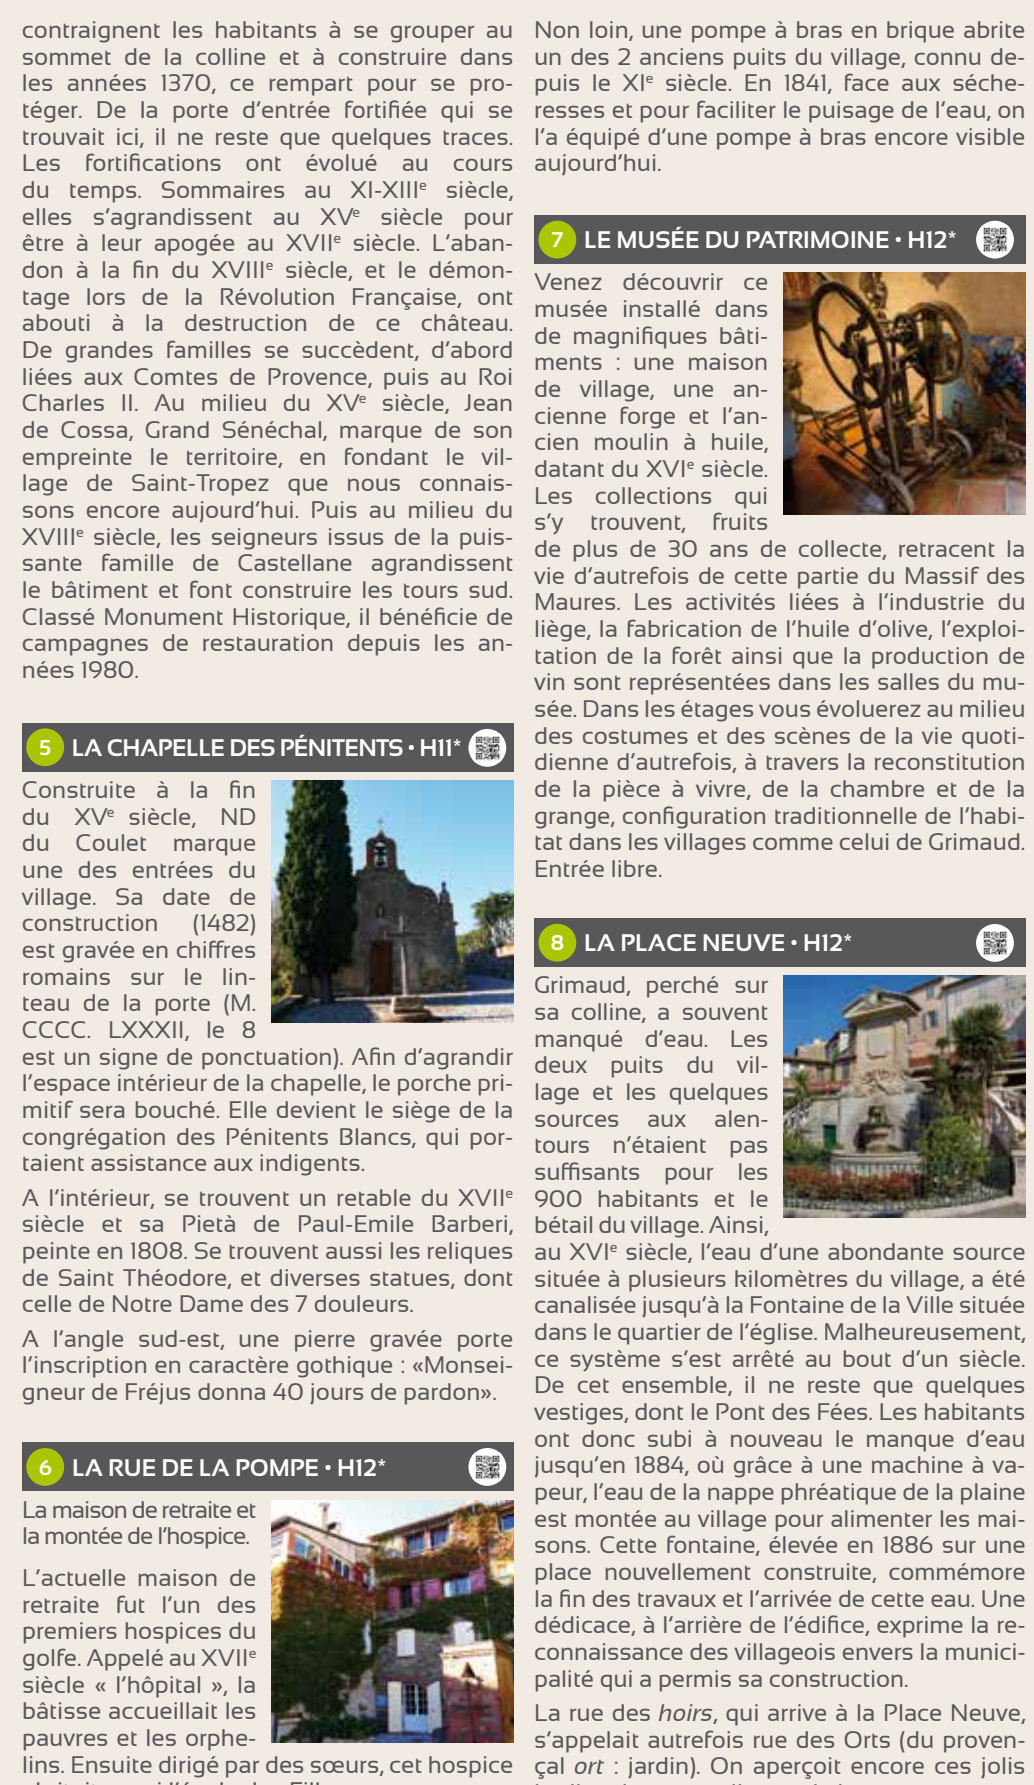 contraignent les habitants à se grouper au
sommet de la colline et à construire dans
les années 1370, ce rempart pour se pro-
téger. De la porte d'entrée fortifiée qui se
trouvait ici, il ne reste que quelques traces.
Les fortifications ont évolué au cours
du temps. Sommaires au XI-XIIIe siècle,
elles s'agrandissent au XVe siècle pour
être à leur apogée au XVIIe siècle. L'aban-
don à la fin du XVIIIe siècle, et le démon-
tage lors de la Révolution Française, ont
abouti à la destruction de ce château.
De grandes familles se succèdent, d'abord
liées aux Comtes de Provence, puis au Roi
Charles II. Au milieu du XVe siècle, Jean
de Cossa, Grand Sénéchal, marque de son
empreinte le territoire, en fondant le vil-
lage de Saint-Tropez que nous connais-
sons encore aujourd'hui. Puis au milieu du
XVIIIe siècle, les seigneurs issus de la puis-
sante famille de Castellane agrandissent
le bâtiment et font construire les tours sud.
Classé Monument Historique, il bénéficie de
campagnes de restauration depuis les an-
nées 1980.
5 LA CHAPELLE DES PÉNITENTS • H11*
Construite à la fin
du XVe siècle, ND
du Coulet marque
une des entrées du
village. Sa date de
construction (1482)
est gravée en chiffres
romains sur le lin-
teau de la porte (M.
CCCC. LXXXII, le 8
est un signe de ponctuation). Afin d'agrandir
l'espace intérieur de la chapelle, le porche pri-
mitif sera bouché. Elle devient le siège de la
congrégation des Pénitents Blancs, qui por-
taient assistance aux indigents.
A l'intérieur, se trouvent un retable du XVIIe
siècle et sa Pietà de Paul-Emile Barberi,
peinte en 1808. Se trouvent aussi les reliques
de Saint Théodore, et diverses statues, dont
celle de Notre Dame des 7 douleurs.
A l'angle sud-est, une pierre gravée porte
l'inscription en caractère gothique : «Monsei-
gneur de Fréjus donna 40 jours de pardon».
6 LA RUE DE LA POMPE • H12*
La maison de retraite et
la montée de l'hospice.
L'actuelle maison de
retraite fut l'un des
premiers hospices du
golfe. Appelé au XVIIe
siècle « l'hôpital », la
bâtisse accueillait les
pauvres et les orphe-
lins. Ensuite dirigé par des sœurs, cet hospice
Non loin, une pompe à bras en brique abrite
un des 2 anciens puits du village, connu de-
puis le XIe siècle. En 1841, face aux séche-
resses et pour faciliter le puisage de l'eau, on
l'a équipé d'une pompe à bras encore visible
aujourd'hui.
7 LE MUSÉE DU PATRIMOINE • H12*
Venez découvrir ce
musée installé dans
de magnifiques bâti-
ments : une maison
de village, une an-
cienne forge et l'an-
cien moulin à huile,
datant du XVIe siècle.
Les collections qui
s'y trouvent, fruits
de plus de 30 ans de collecte, retracent la
vie d'autrefois de cette partie du Massif des
Maures. Les activités liées à l'industrie du
liège, la fabrication de l'huile d'olive, l'exploi-
tation de la forêt ainsi que la production de
vin sont représentées dans les salles du mu-
sée. Dans les étages vous évoluerez au milieu
des costumes et des scènes de la vie quoti-
dienne d'autrefois, à travers la reconstitution
de la pièce à vivre, de la chambre et de la
grange, configuration traditionnelle de l'habi-
tat dans les villages comme celui de Grimaud.
Entrée libre.
8 LA PLACE NEUVE • H12*
Grimaud, perché sur
sa colline, a souvent
manqué d'eau. Les
deux puits du vil-
lage et les quelques
sources aux alen-
tours n'étaient pas
suffisants pour les
900 habitants et le
bétail du village. Ainsi,
au XVIe siècle, l'eau d'une abondante source
située à plusieurs kilomètres du village, a été
canalisée jusqu'à la Fontaine de la Ville située
dans le quartier de l'église. Malheureusement,
ce système s'est arrêté au bout d'un siècle.
De cet ensemble, il ne reste que quelques
vestiges, dont le Pont des Fées. Les habitants
ont donc subi à nouveau le manque d'eau
jusqu'en 1884, où grâce à une machine à va-
peur, l'eau de la nappe phréatique de la plaine
est montée au village pour alimenter les mai-
sons. Cette fontaine, élevée en 1886 sur une
place nouvellement construite, commémore
la fin des travaux et l'arrivée de cette eau. Une
dédicace, à l'arrière de l'édifice, exprime la re-
connaissance des villageois envers la munici-
palité qui a permis sa construction.
La rue des hoirs, qui arrive à la Place Neuve,
s'appelait autrefois rue des Orts (du proven-
çal ort : jardin). On aperçoit encore ces jolis